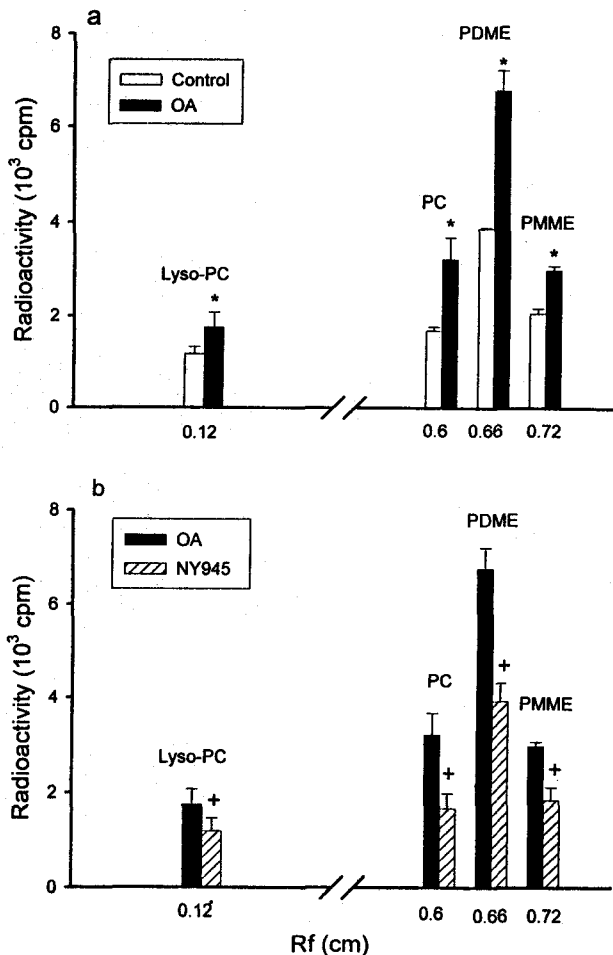 a
Control
OA
PDME
*
PC
*
PMME
*
Lyso-PC
*
Radioactivity (10³ cpm)
8
6
4
2
0
0.12
0.6
0.66
0.72
b
OA
NY945
PDME
+
PC
+
PMME
+
Lyso-PC
+
Radioactivity (10³ cpm)
8
6
4
2
0
0.12
0.6
0.66
0.72
Rf (cm)